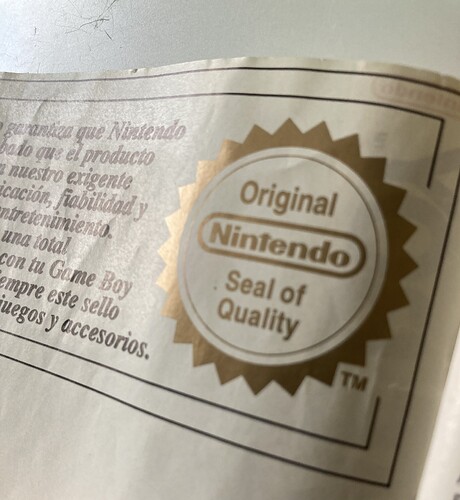 garantiza que Nintendo
bado que el producto
a nuestro exigente
icación, fiabilidad y
entretenimiento.
una total
con tu Game Boy
empre este sello
juegos y accesorios.
Original
Nintendo
Seal of
Quality
TM